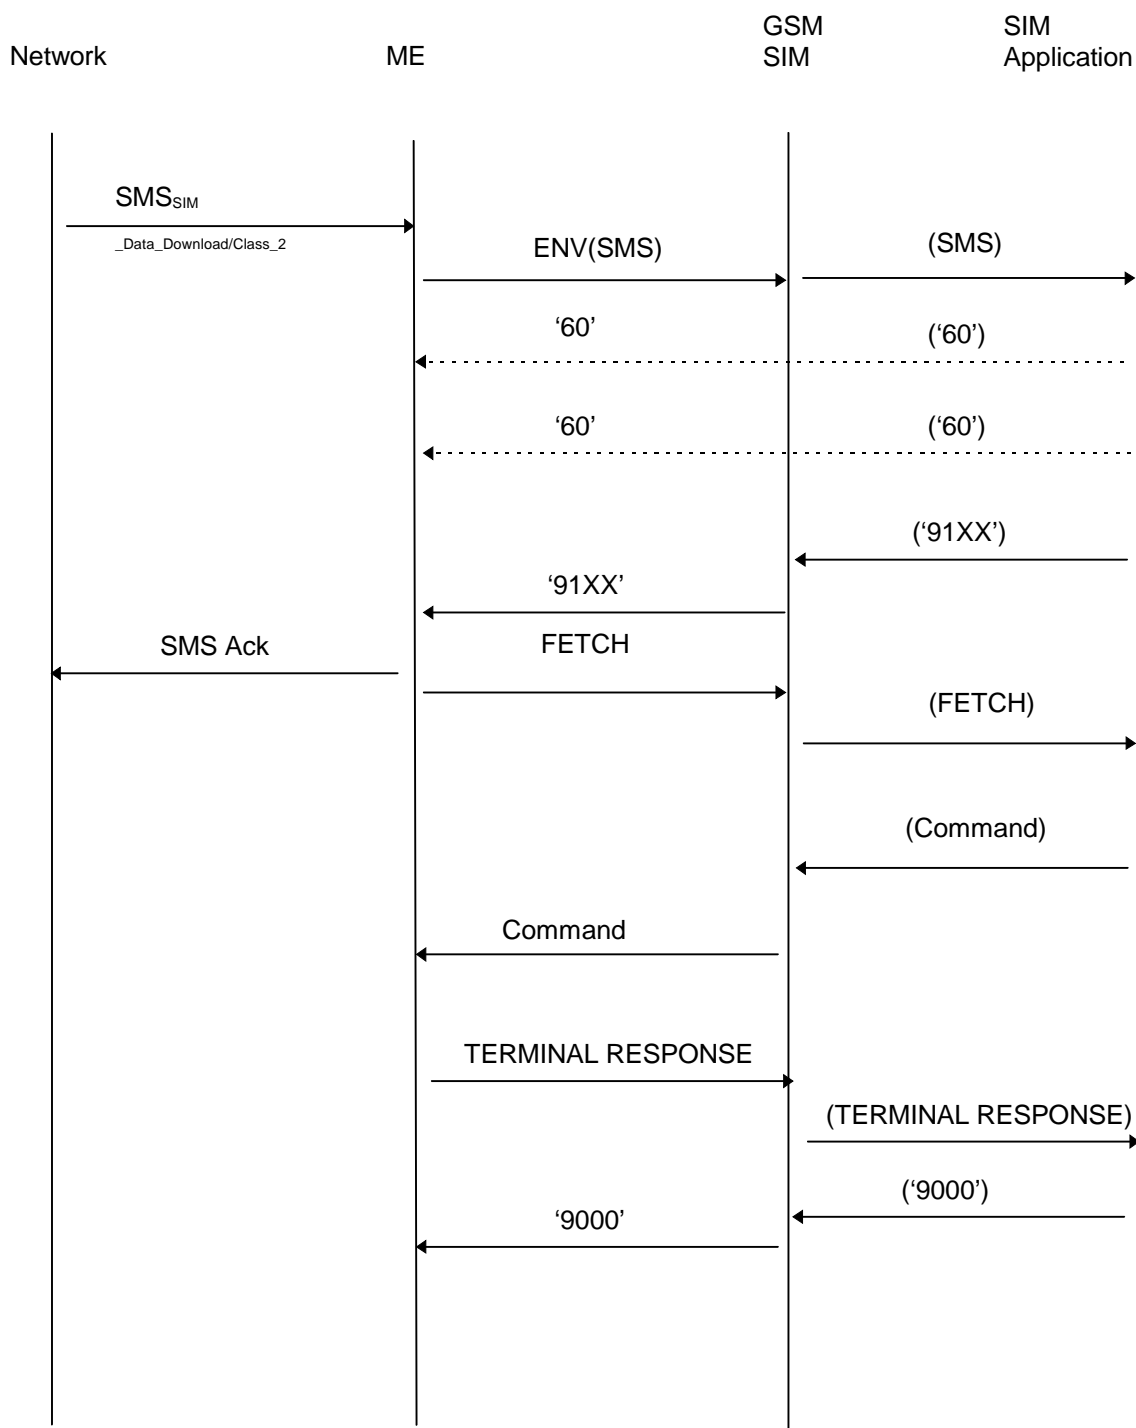 Network
ME
GSM
SIM
SIM
Application
SMSSIM
_Data_Download/Class_2
ENV(SMS)
(SMS)
‘60’
(‘60’)
‘60’
(‘60’)
(‘91XX’)
‘91XX’
SMS Ack
FETCH
(FETCH)
(Command)
Command
TERMINAL RESPONSE
(TERMINAL RESPONSE)
(‘9000’)
‘9000’